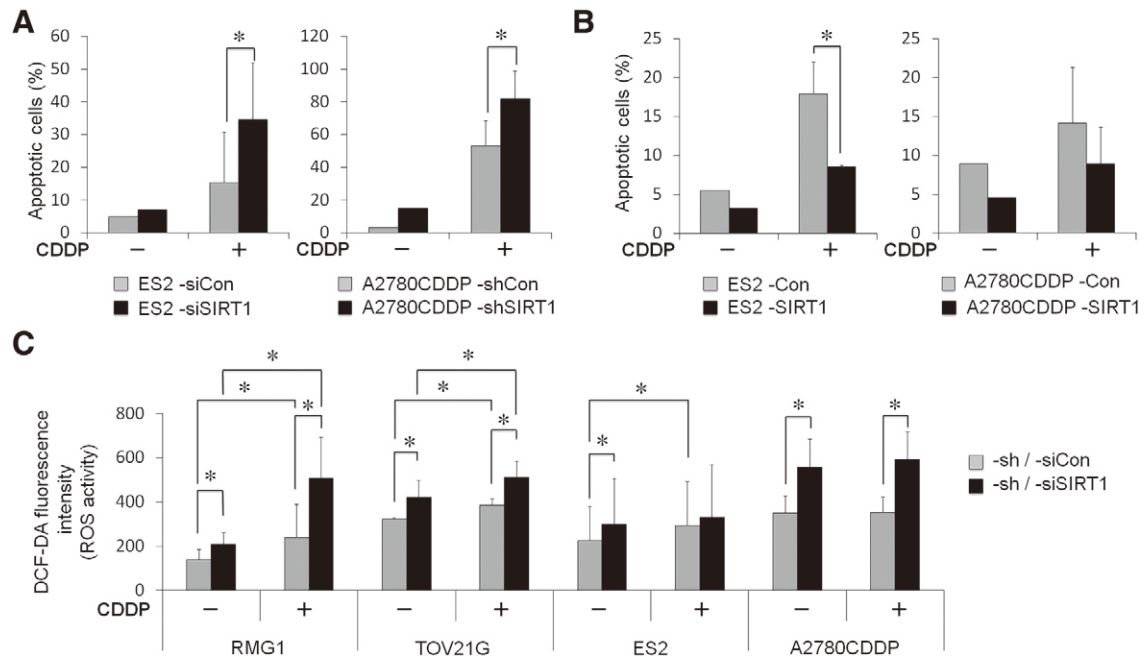 A
B
Apoptotic cells (%)
60
50
40
30
20
10
0
*
CDDP
−
+
ES2 -siCon
ES2 -siSIRT1
120
100
80
60
40
20
0
*
−
+
A2780CDDP -shCon
A2780CDDP -shSIRT1
Apoptotic cells (%)
25
20
15
10
5
0
*
CDDP
−
+
ES2 -Con
ES2 -SIRT1
25
20
15
10
5
0
−
+
A2780CDDP -Con
A2780CDDP -SIRT1
C
DCF-DA fluorescence
intensity
(ROS activity)
800
600
400
200
0
* * * * * * * * * * * *
CDDP − + − + − + − +
RMG1 TOV21G ES2 A2780CDDP
-sh / -siCon
-sh / -siSIRT1